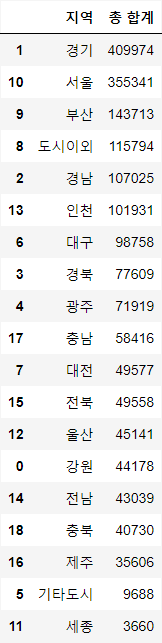 지역 총 합계
1 경기 409974
10 서울 355341
9 부산 143713
8 도시이외 115794
2 경남 107025
13 인천 101931
6 대구 98758
3 경북 77609
4 광주 71919
17 충남 58416
7 대전 49577
15 전북 49558
12 울산 45141
0 강원 44178
14 전남 43039
18 충북 40730
16 제주 35606
5 기타도시 9688
11 세종 3660